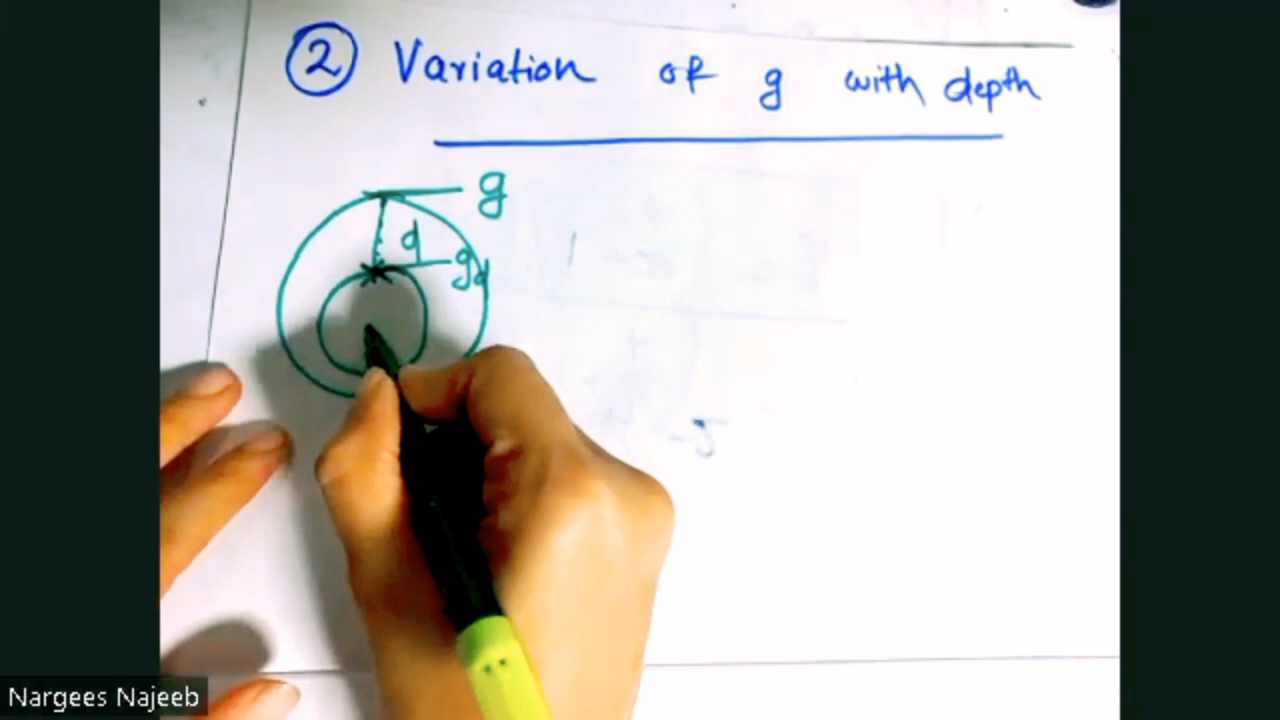 ② Variation of g with depth
g
d
gd
Nargees Najeeb